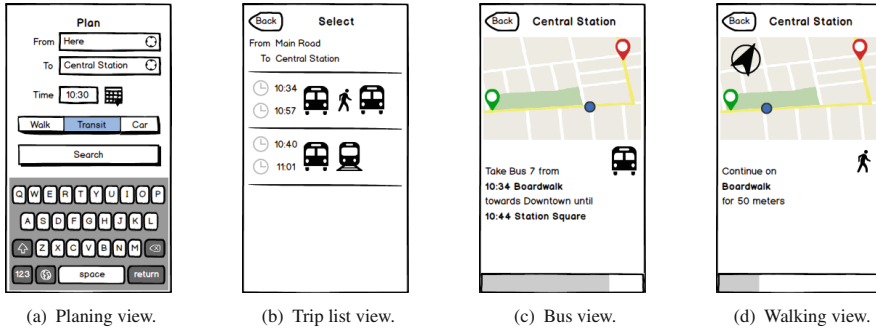 Plan
From Here
To Central Station
Time 10:30
Walk Transit Car
Search
Q W E R T Y U I O P
A S D F G H J K L
Z X C V B N M
123 space return
(a) Planing view.
Back Select
From Main Road
To Central Station
10:34
10:57
10:40
11:01
(b) Trip list view.
Back Central Station
Take Bus 7 from
10:34 Boardwalk
towards Downtown until
10:44 Station Square
(c) Bus view.
Back Central Station
Continue on
Boardwalk
for 50 meters
(d) Walking view.